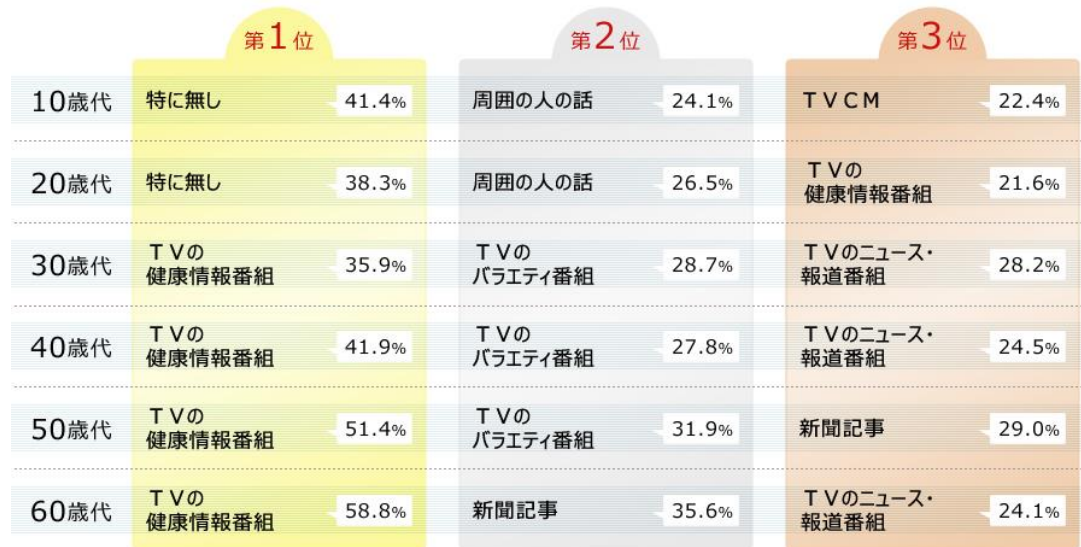 第1位 第2位 第3位
10歳代 特に無し 41.4% 周囲の人の話 24.1% ＴＶＣＭ 22.4%
20歳代 特に無し 38.3% 周囲の人の話 26.5% ＴＶの
健康情報番組 21.6%
30歳代 ＴＶの
健康情報番組 35.9% ＴＶの
バラエティ番組 28.7% ＴＶのニュース・
報道番組 28.2%
40歳代 ＴＶの
健康情報番組 41.9% ＴＶの
バラエティ番組 27.8% ＴＶのニュース・
報道番組 24.5%
50歳代 ＴＶの
健康情報番組 51.4% ＴＶの
バラエティ番組 31.9% 新聞記事 29.0%
60歳代 ＴＶの
健康情報番組 58.8% 新聞記事 35.6% ＴＶのニュース・
報道番組 24.1%